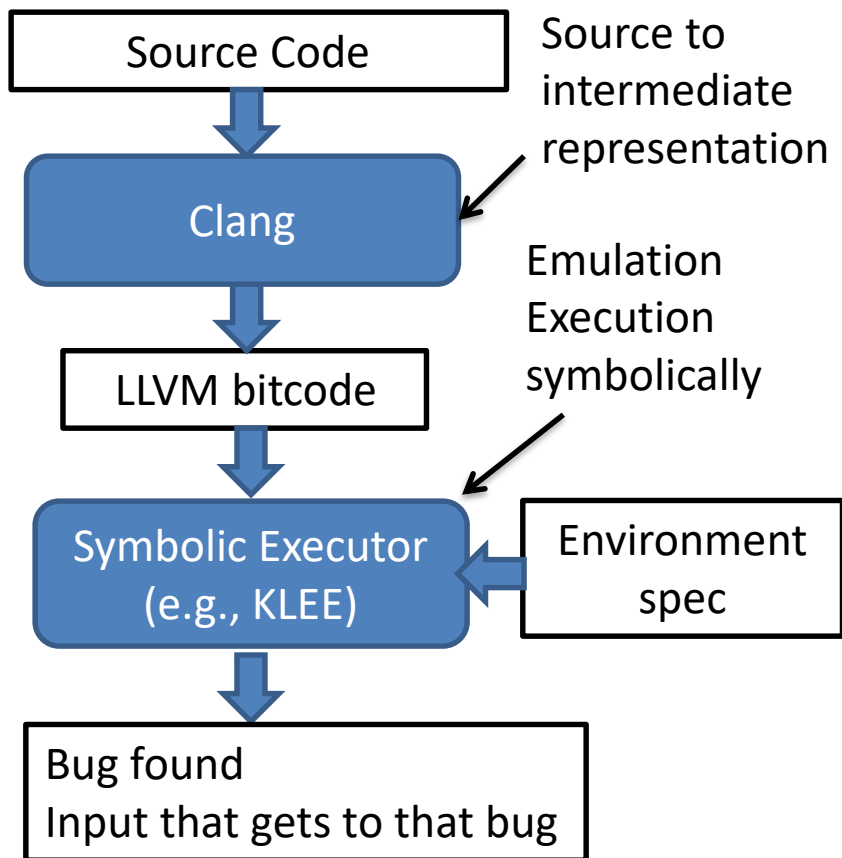 Source Code
Source to
intermediate
representation
Clang
Emulation
Execution
symbolically
LLVM bitcode
Symbolic Executor
(e.g., KLEE)
Environment
spec
Bug found
Input that gets to that bug